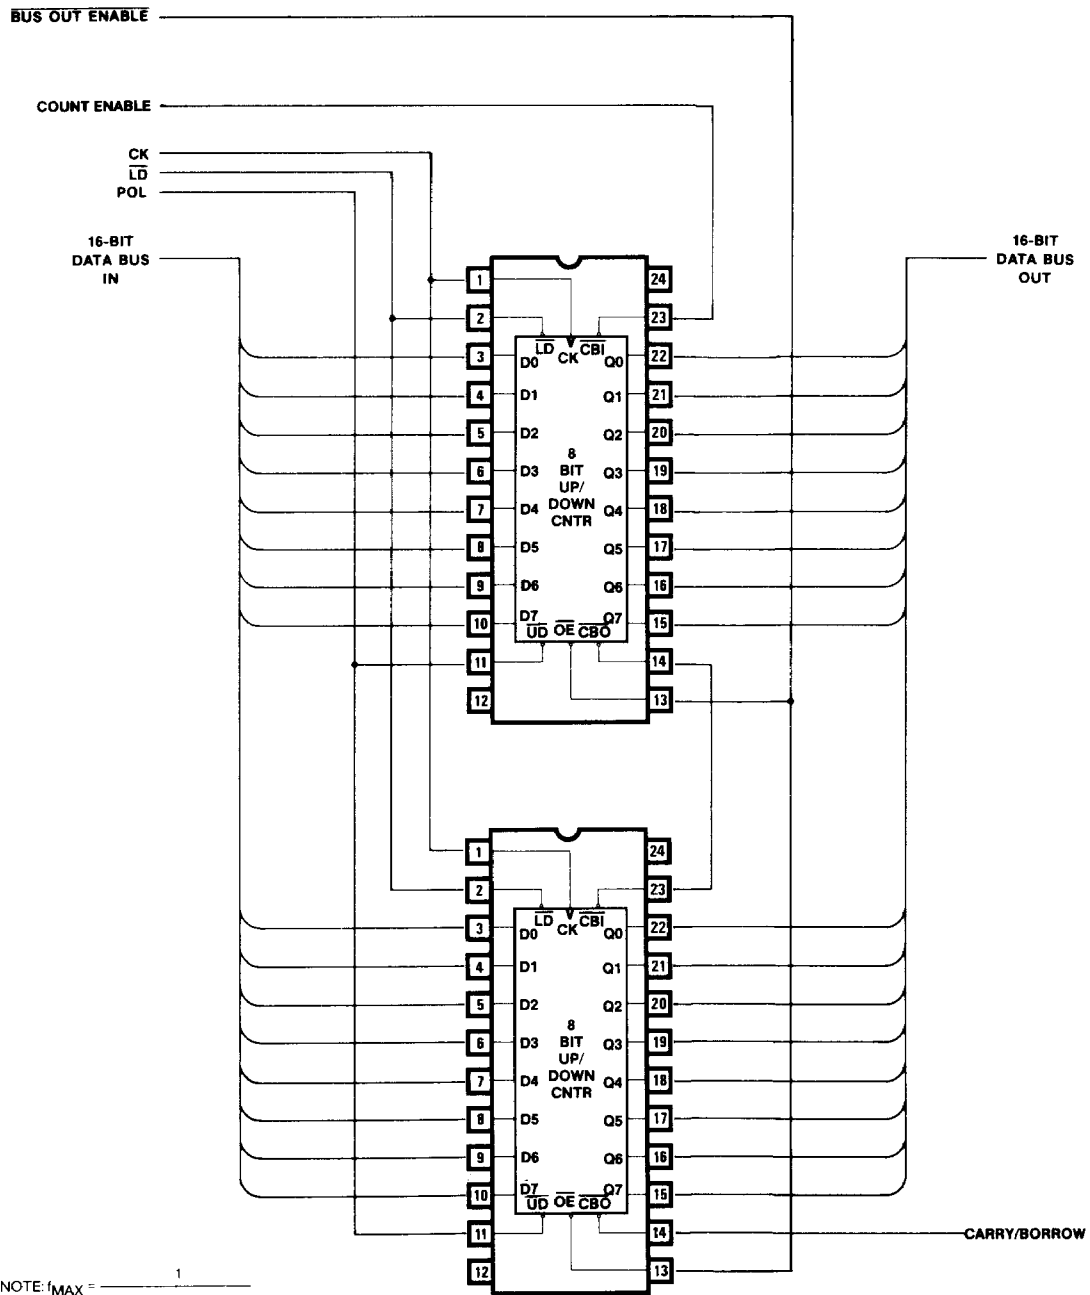 BUS OUT ENABLE
COUNT ENABLE
CK
LD
POL
16-BIT
DATA BUS
IN
16-BIT
DATA BUS
OUT
1
24
2
23
LD CK CBI
3 D0 Q0 22
4 D1 Q1 21
5 D2 Q2 20
6 D3 Q3 19
7 D4 Q4 18
8 D5 Q5 17
9 D6 Q6 16
10 D7 Q7 15
8
BIT
UP/
DOWN
CNTR
UD OE CBO
11
14
12
13
1
24
2
23
LD CK CBI
3 D0 Q0 22
4 D1 Q1 21
5 D2 Q2 20
6 D3 Q3 19
7 D4 Q4 18
8 D5 Q5 17
9 D6 Q6 16
10 D7 Q7 15
8
BIT
UP/
DOWN
CNTR
UD OE CBO
11
14
CARRY/BORROW
12
13
NOTE: fMAX = 1